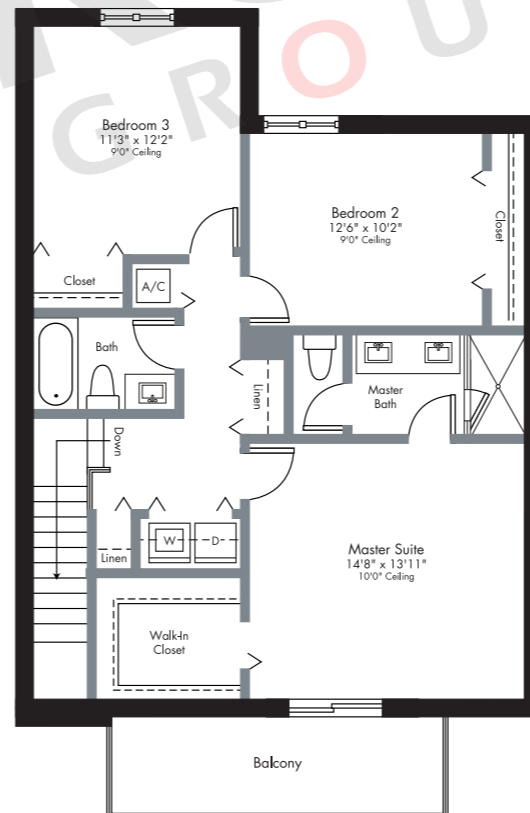 GROU
Bedroom 3
11'3" x 12'2"
9'0" Ceiling
Bedroom 2
12'6" x 10'2"
9'0" Ceiling
Closet
Closet
A/C
Bath
Linen
Master
Bath
Down
W
D
Linen
Master Suite
14'8" x 13'11"
10'0" Ceiling
Walk-In
Closet
Balcony